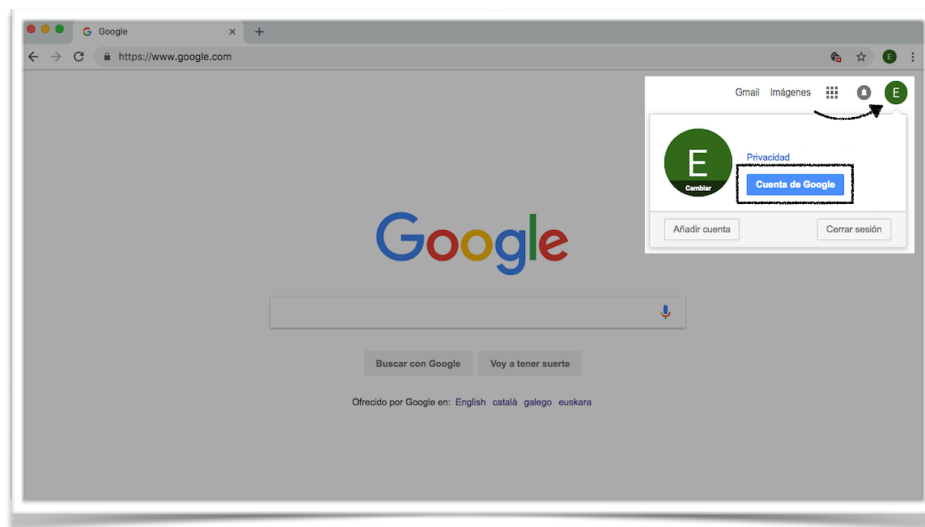 Google
https://www.google.com
E
Gmail Imágenes E
E
Cambiar
Privacidad
Cuenta de Google
Añadir cuenta Cerrar sesión
Google
Buscar con Google Voy a tener suerte
Ofrecido por Google en: English català galego euskara